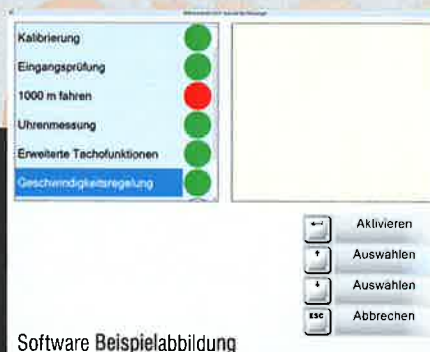 Kalibrierung
Eingangsprüfung
1000 m fahren
Uhrenmessung
Erweiterte Tachofunktionen
Geschwindigkeitsregelung
Aktivieren
Auswählen
Auswählen
ESC Abbrechen
Software Beispielabbildung